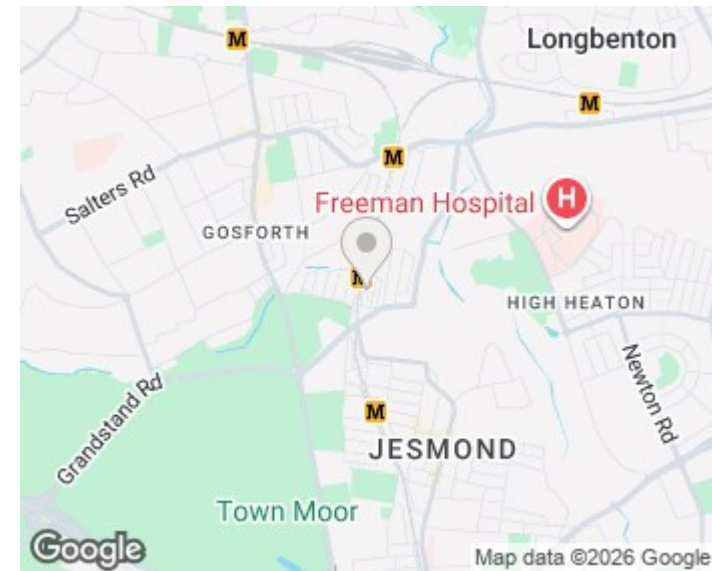 Longbenton
M
M
M
Salters Rd
Freeman Hospital
H
GOSFORTH
M
HIGH HEATON
Newton Rd
Grandstand Rd
M
JESMOND
Town Moor
Google
Map data ©2026 Google